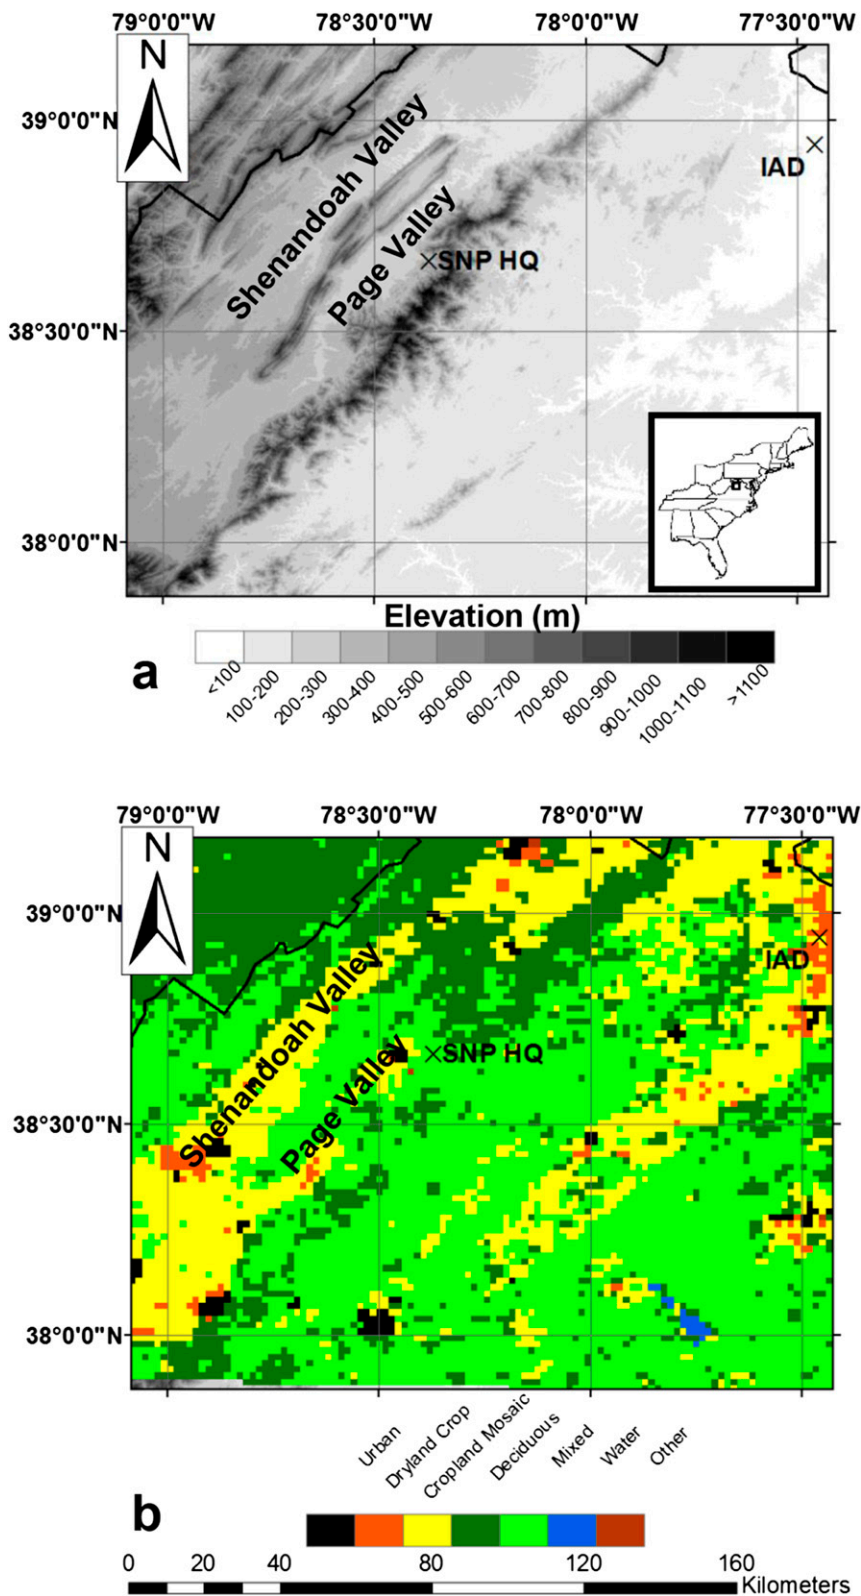 79°0'0"W 78°30'0"W 78°0'0"W 77°30'0"W
N
39°0'0"N
Shenandoah Valley
IAD
Page Valley
SNP HQ
38°30'0"N
38°0'0"N
Elevation (m)
a
<100 100-200 200-300 300-400 400-500 500-600 600-700 700-800 800-900 900-1000 1000-1100 >1100
79°0'0"W 78°30'0"W 78°0'0"W 77°30'0"W
N
39°0'0"N
IAD
Shenandoah Valley
SNP HQ
Page Valley
38°30'0"N
38°0'0"N
Urban Dryland Crop Cropland Mosaic Deciduous Mixed Water Other
b
0 20 40 80 120 160
Kilometers